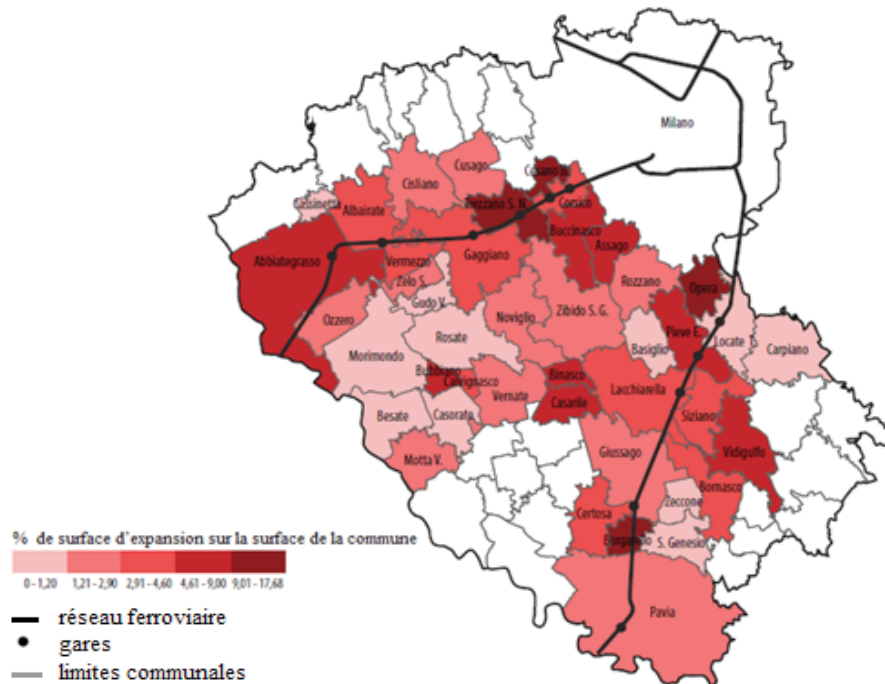 Milano
Cusago
Cesano B.
Cisliano
Cassinetta
Albairate
Trezzano S. N.
Corsico
Buccinasco
Assago
Abbiategrasso
Vermezzo
Gaggiano
Zelo S.
Rozzano
Opera
Gudo V.
Ozzero
Noviglio
Zibido S. G.
Pieve E.
Rosate
Basiglio
Locate T.
Carpiano
Morimondo
Bubbiano
Calvignasco
Binasco
Lacchiarella
Vernate
Casarile
Besate
Casorato
Siziano
Motta V.
Giussago
Vidigulfo
Bornasco
Zeccone
Certosa
Borgarello
S. Genesio
Pavia
% de surface d'expansion sur la surface de la commune
0 - 1,20 1,21 - 2,90 2,91 - 4,60 4,61 - 9,00 9,01 - 17,68
réseau ferroviaire
gares
limites communales